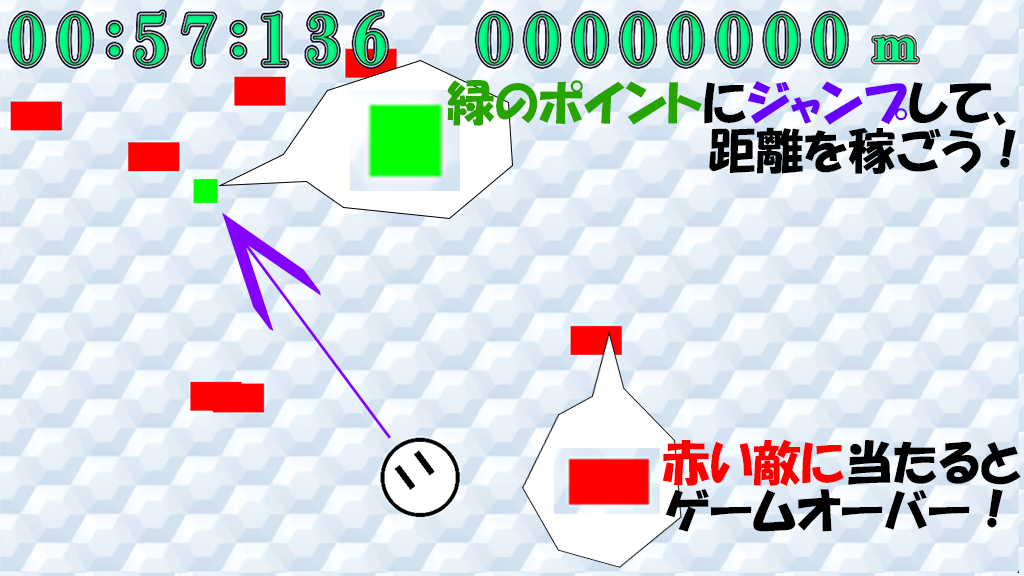 00:57:136 00000000 m
緑のポイントにジャンプして、
距離を稼ごう！
赤い敵に当たると
ゲームオーバー！